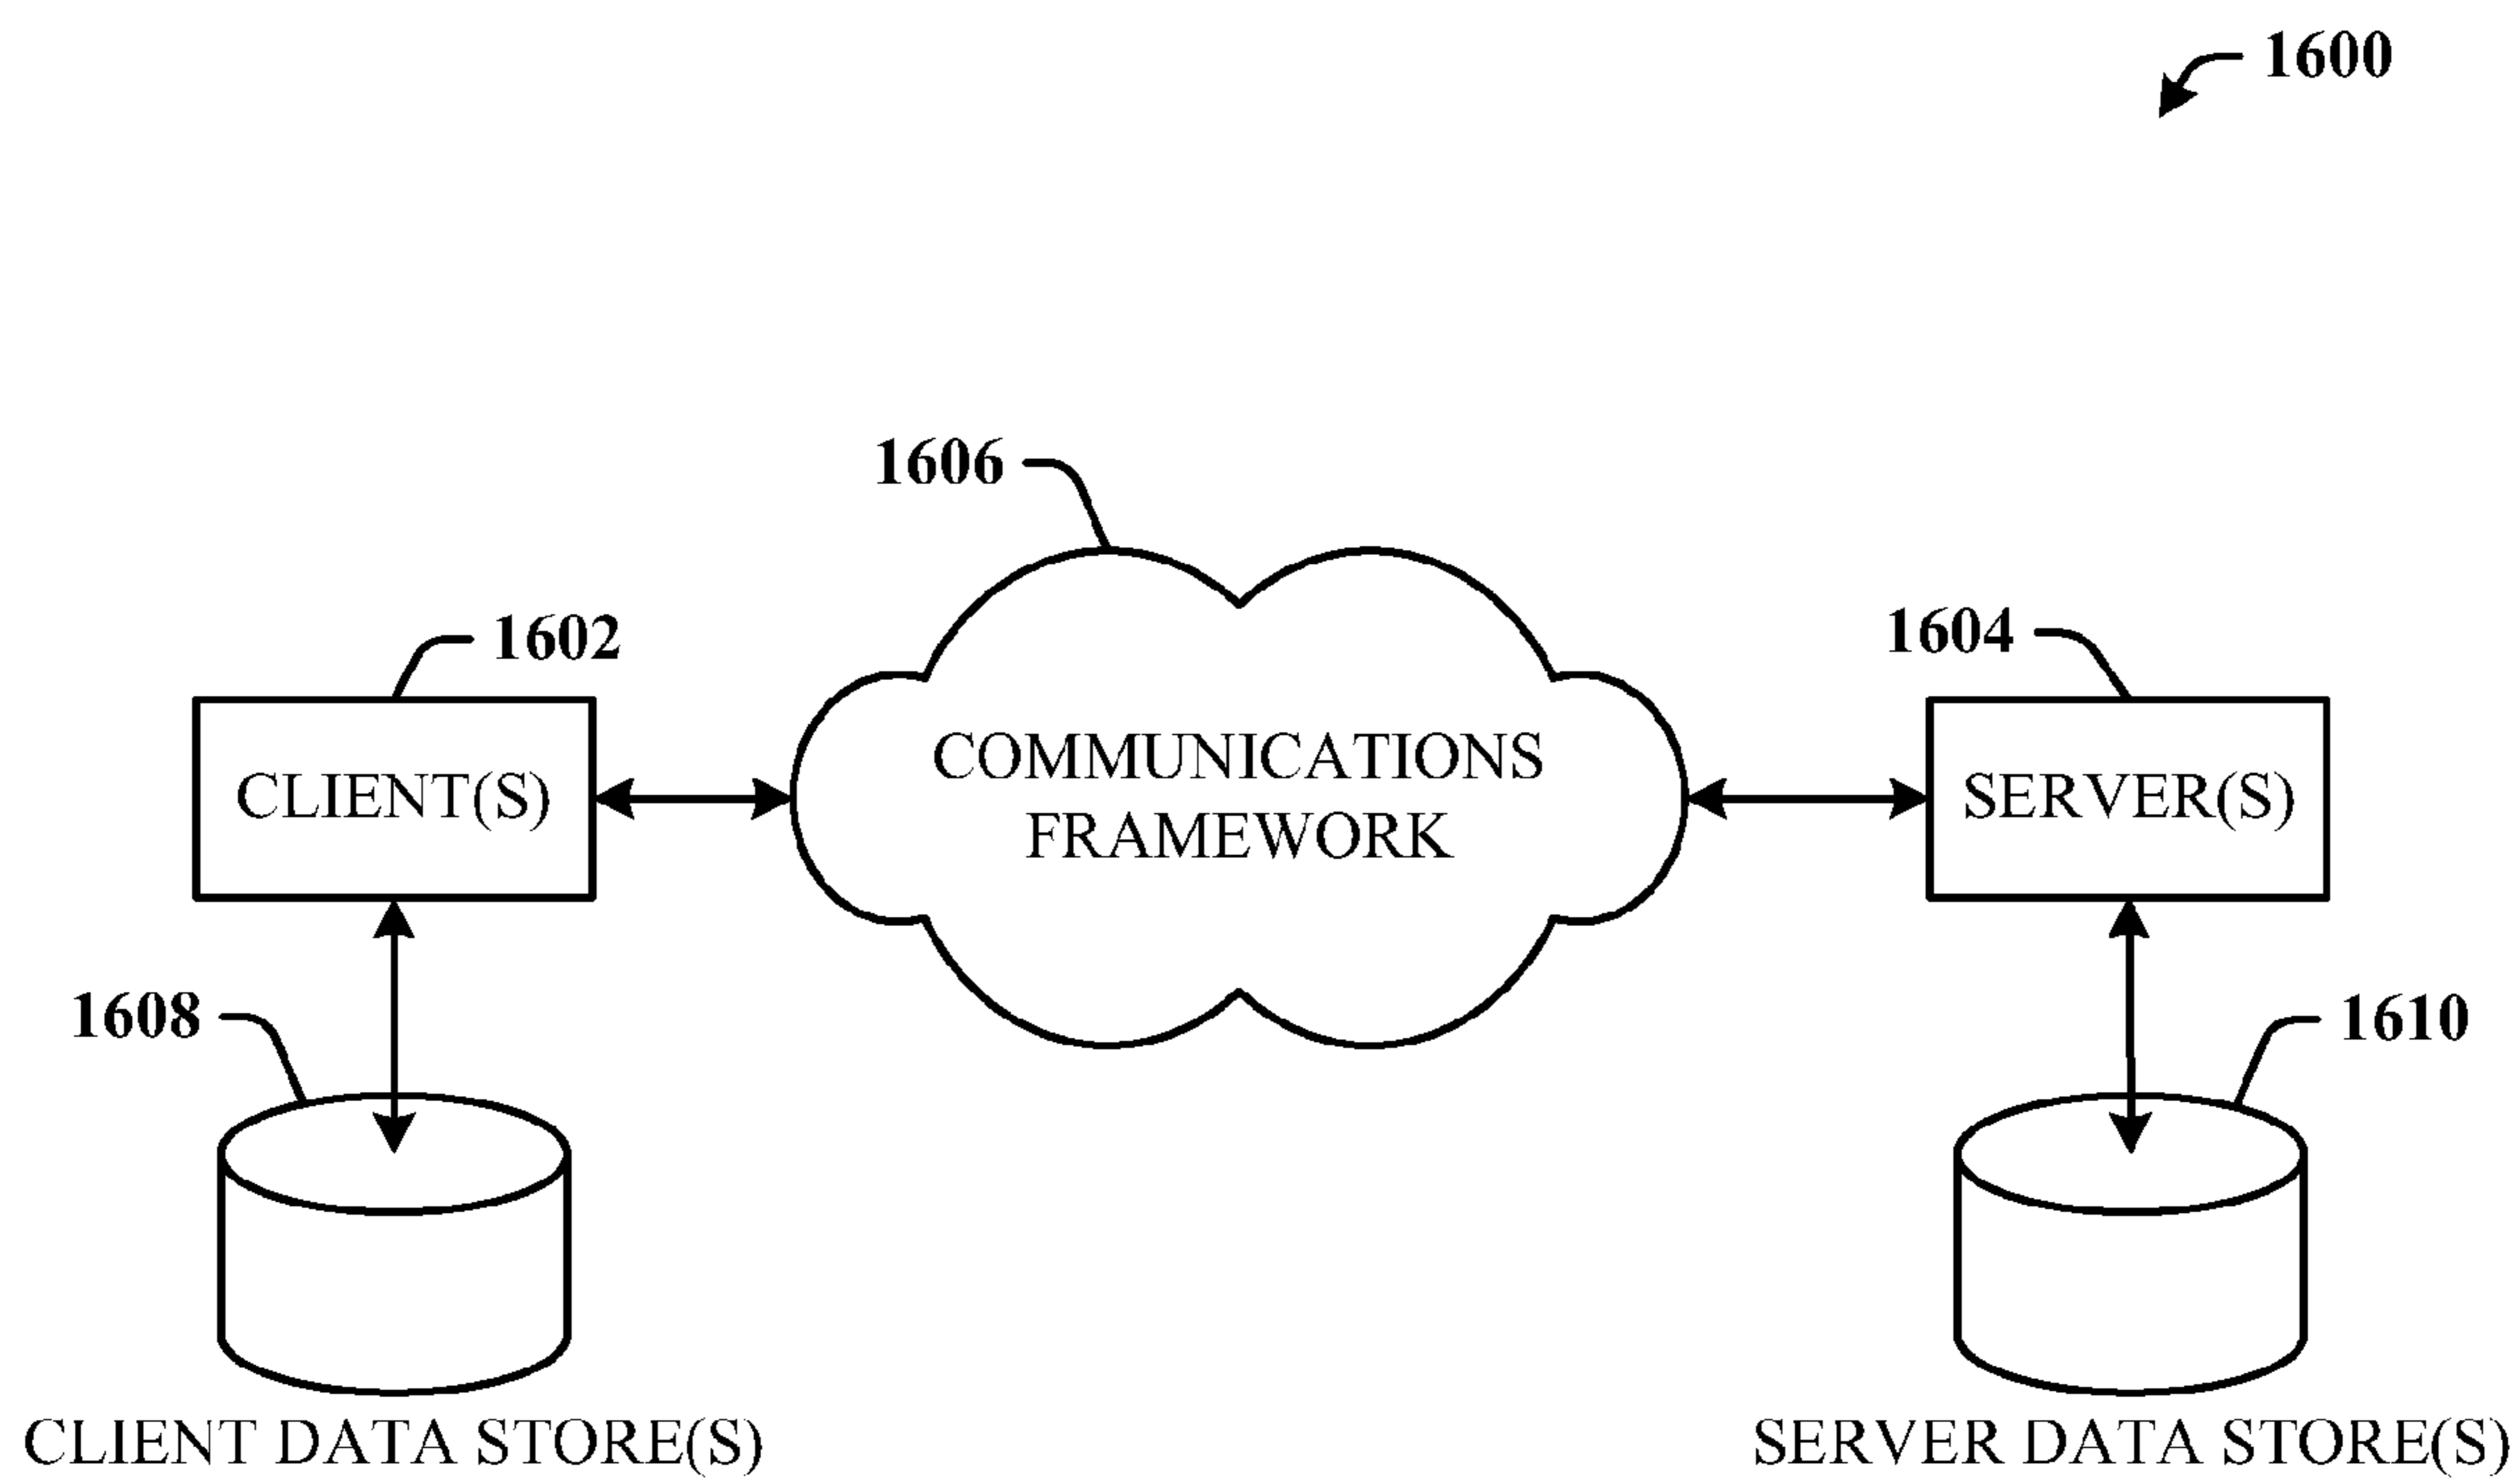 1600
1606
1602
1604
COMMUNICATIONS
FRAMEWORK
CLIENT(S)
SERVER(S)
1608
1610
CLIENT DATA STORE(S)
SERVER DATA STORE(S)